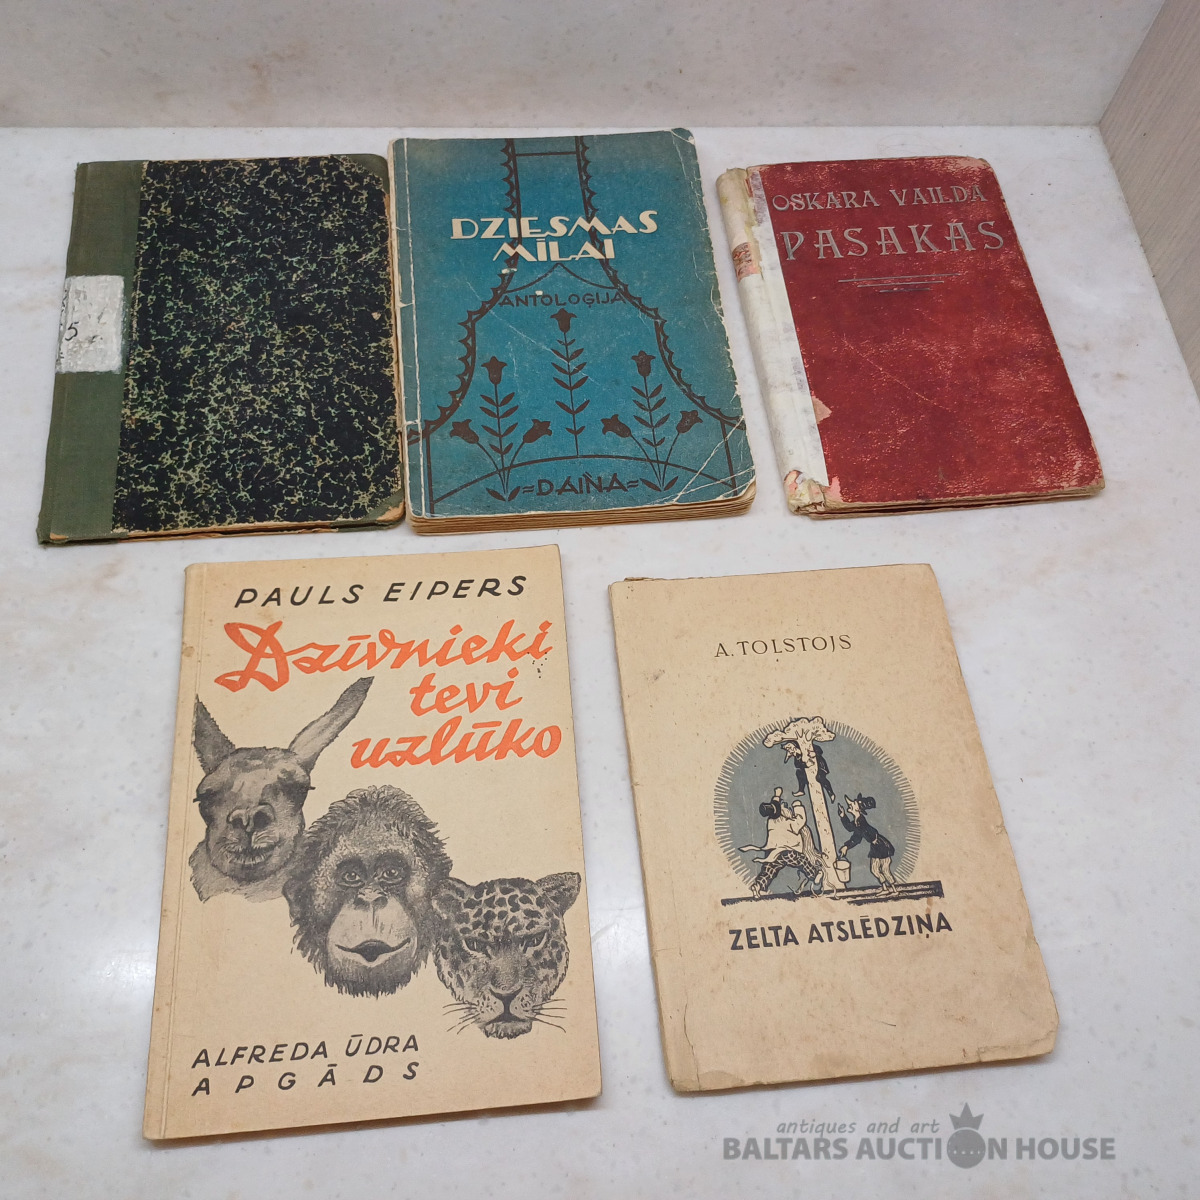 5
DZIESMAS
MĪLAI
ANTOLOĢIJA
≈DAIŅA≈
OSKARA VAILDA
PASAKAS
PAULS EIPERS
Dzīvnieki
tevi
uzlūko
ALFREDA ŪDRA
APGĀDS
A. TOLSTOJS
ZELTA ATSLĒDZIŅA
antiques and art
BALTARS AUCTION HOUSE